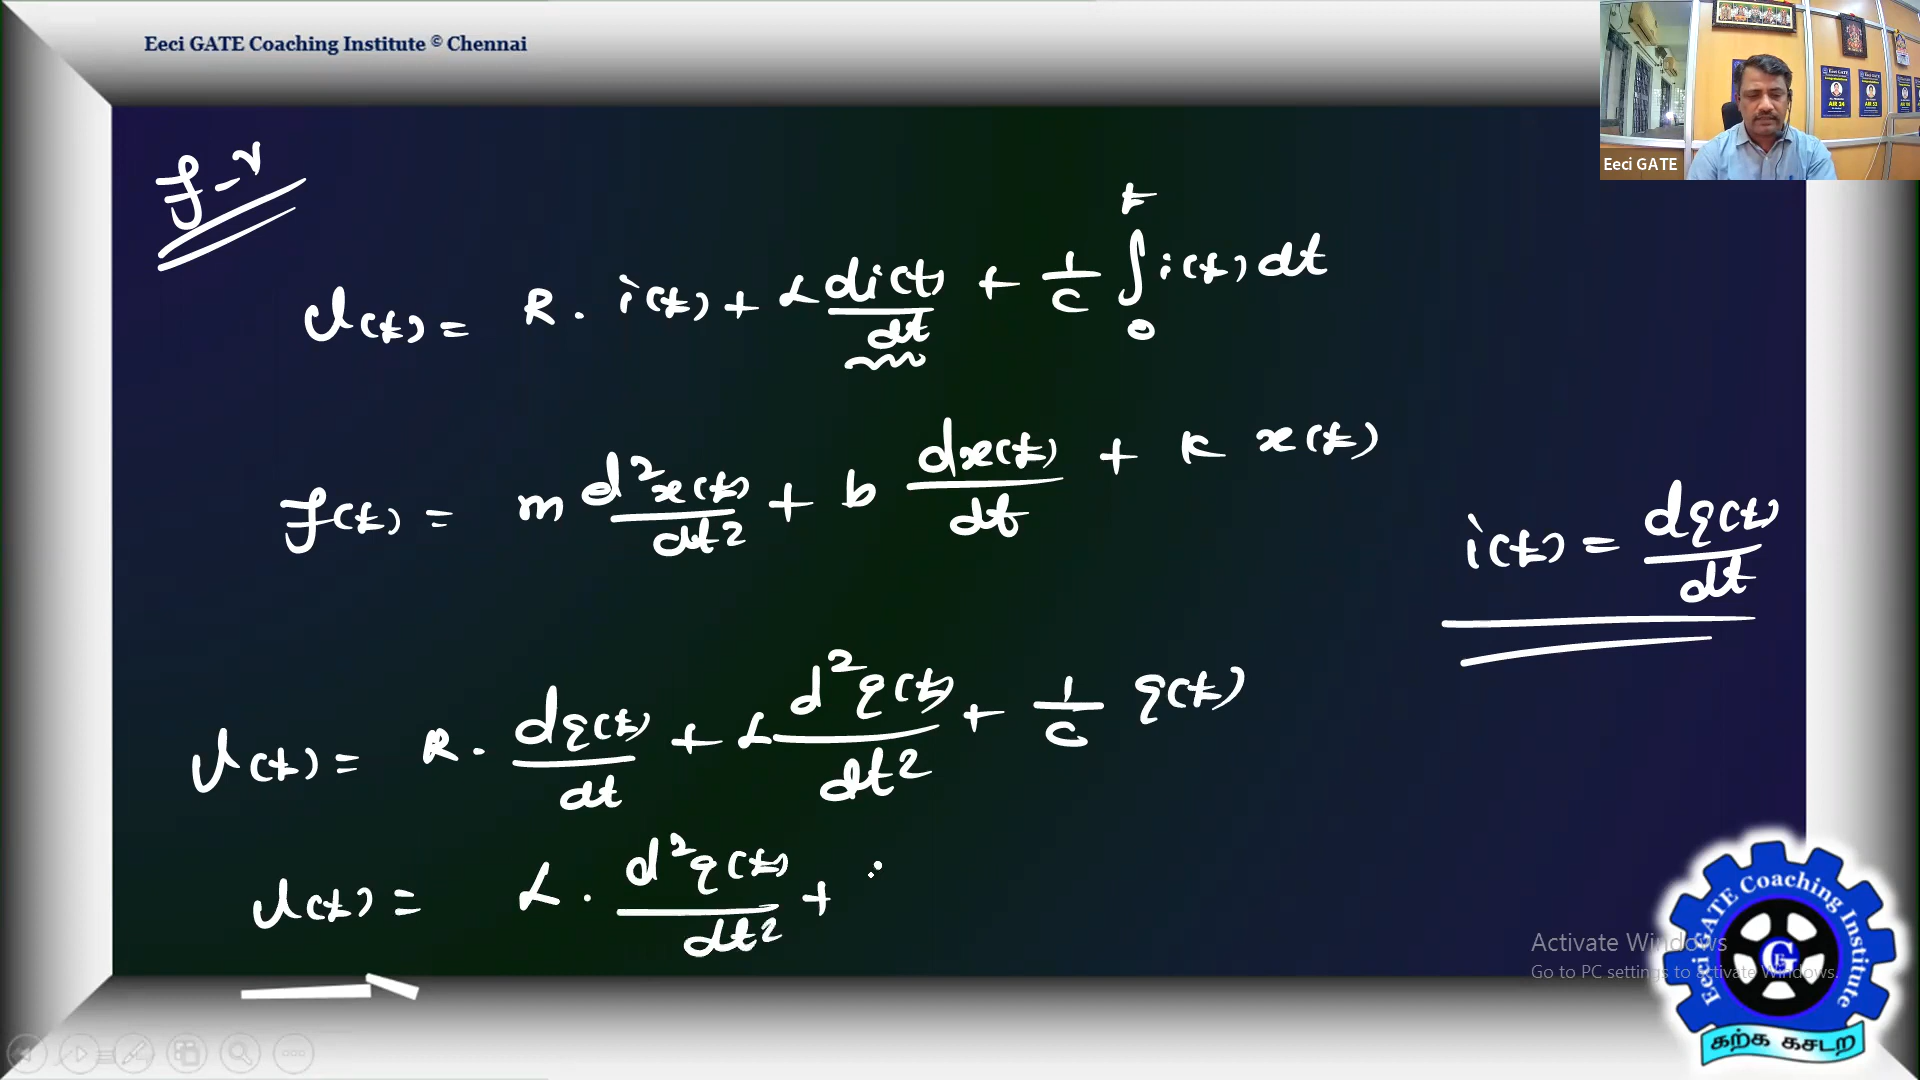 Eeci GATE Coaching Institute © Chennai
Eeci GATE
f-v
v(t) = R . i(t) + L di(t)/dt + 1/C ∫₀ᵗ i(t) dt
f(t) = m d²x(t)/dt² + b dx(t)/dt + k x(t)
i(t) = dq(t)/dt
v(t) = R . dq(t)/dt + L d²q(t)/dt² + 1/C q(t)
v(t) = L . d²q(t)/dt² +
Activate Windows
Go to PC settings to activate Windows.
Eeci GATE Coaching Institute
G
கற்க கசடற